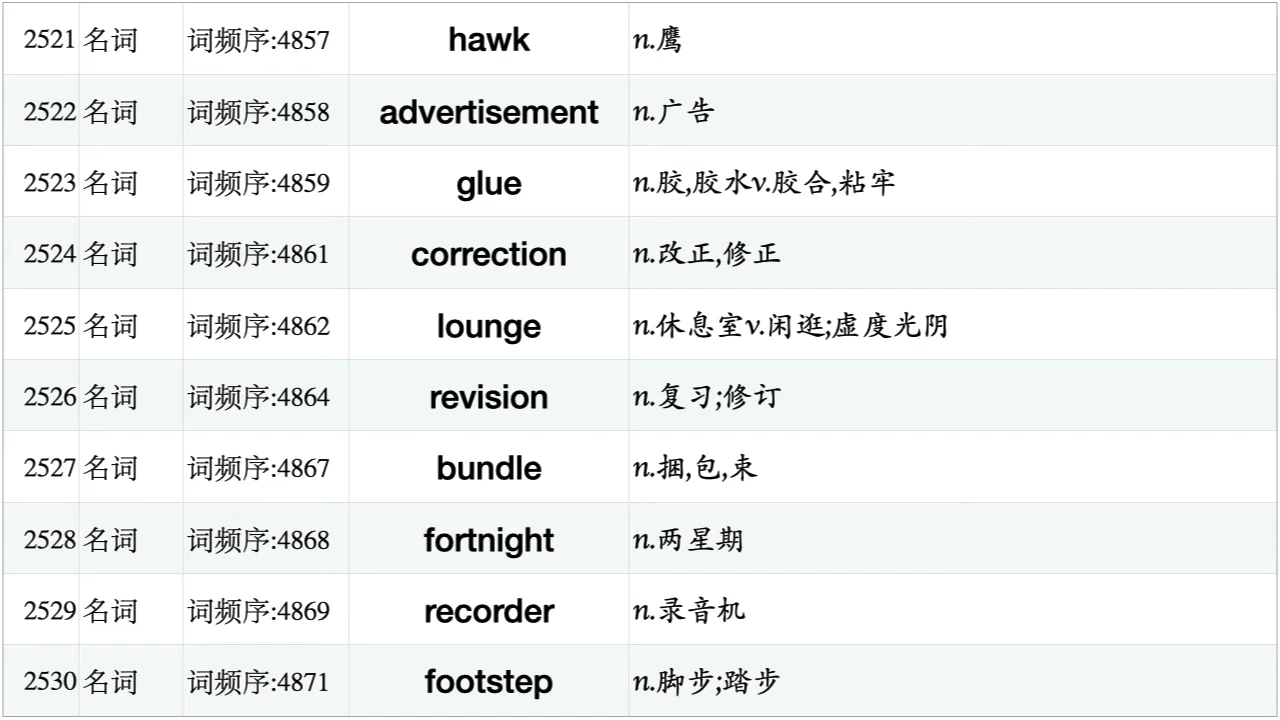 2521 名词 词频序:4857 hawk n.鹰
2522 名词 词频序:4858 advertisement n.广告
2523 名词 词频序:4859 glue n.胶,胶水v.胶合,粘牢
2524 名词 词频序:4861 correction n.改正,修正
2525 名词 词频序:4862 lounge n.休息室v.闲逛;虚度光阴
2526 名词 词频序:4864 revision n.复习;修订
2527 名词 词频序:4867 bundle n.捆,包,束
2528 名词 词频序:4868 fortnight n.两星期
2529 名词 词频序:4869 recorder n.录音机
2530 名词 词频序:4871 footstep n.脚步;踏步